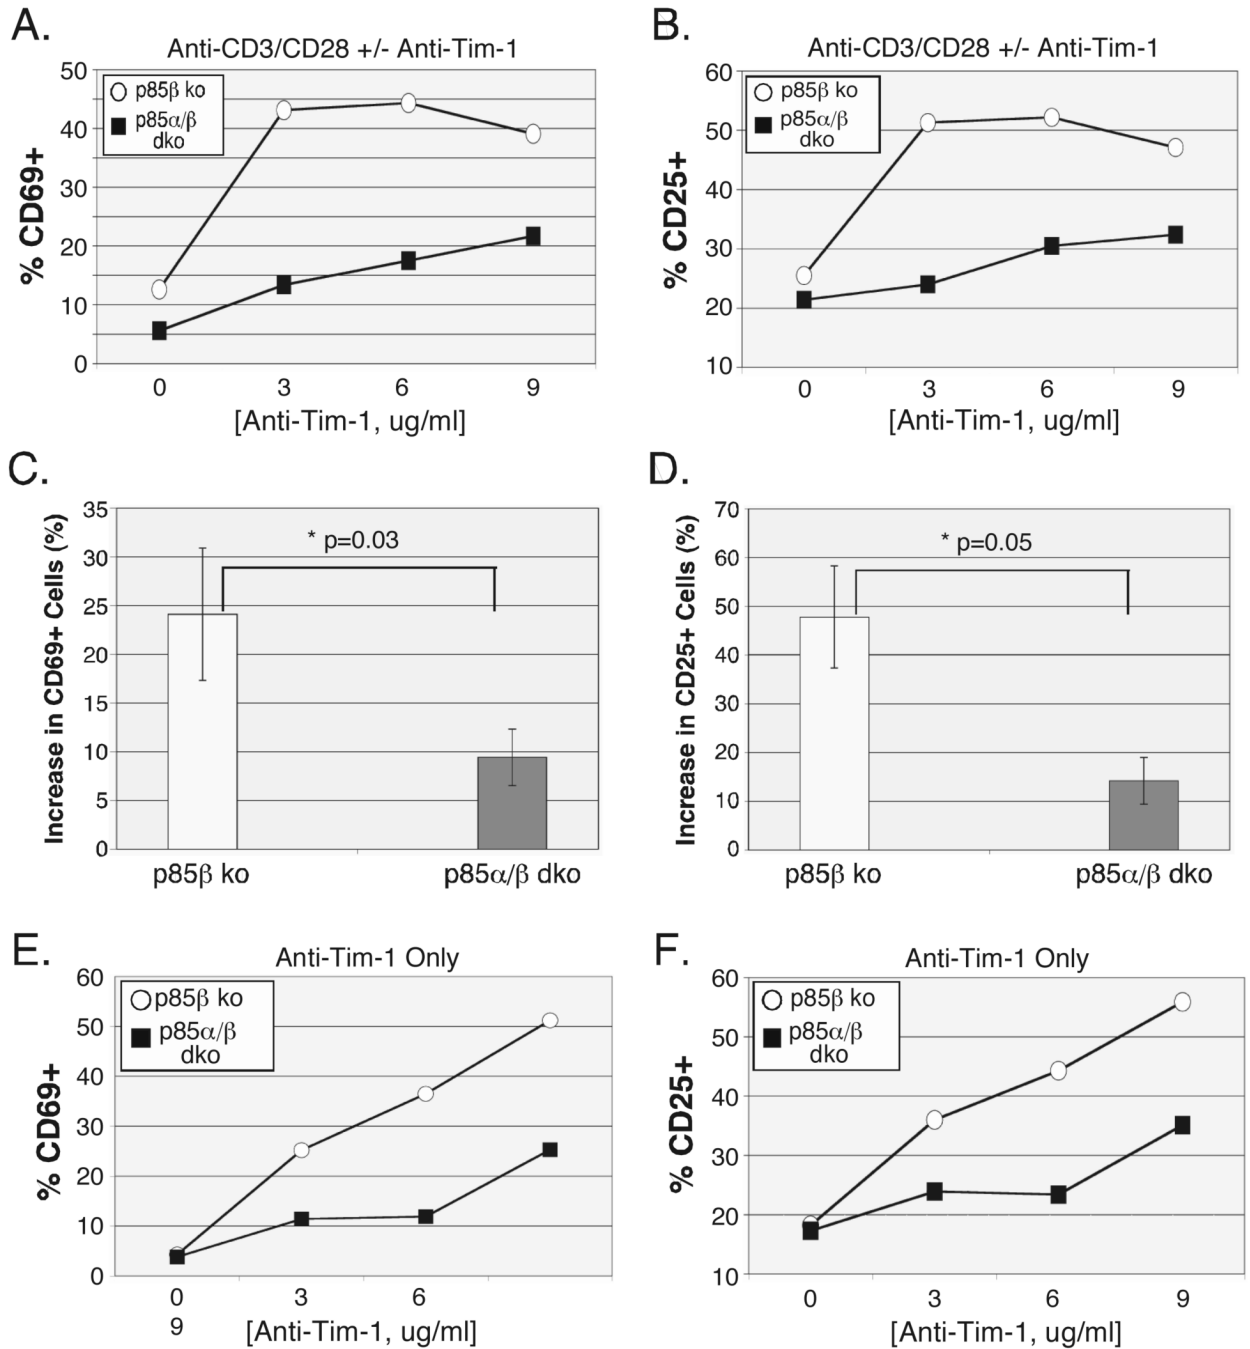 A.
Anti-CD3/CD28 +/- Anti-Tim-1
50
40
30
20
10
0
% CD69+
p85β ko
p85α/β
dko
0 3 6 9
[Anti-Tim-1, ug/ml]
B.
Anti-CD3/CD28 +/- Anti-Tim-1
60
50
40
30
20
10
% CD25+
p85β ko
p85α/β
dko
0 3 6 9
[Anti-Tim-1, ug/ml]
C.
35
30
25
20
15
10
5
0
Increase in CD69+ Cells (%)
* p=0.03
p85β ko p85α/β dko
D.
70
60
50
40
30
20
10
0
Increase in CD25+ Cells (%)
* p=0.05
p85β ko p85α/β dko
E.
Anti-Tim-1 Only
60
50
40
30
20
10
0
% CD69+
p85β ko
p85α/β
dko
0 3 6
9
[Anti-Tim-1, ug/ml]
F.
Anti-Tim-1 Only
60
50
40
30
20
10
% CD25+
p85β ko
p85α/β
dko
0 3 6 9
[Anti-Tim-1, ug/ml]